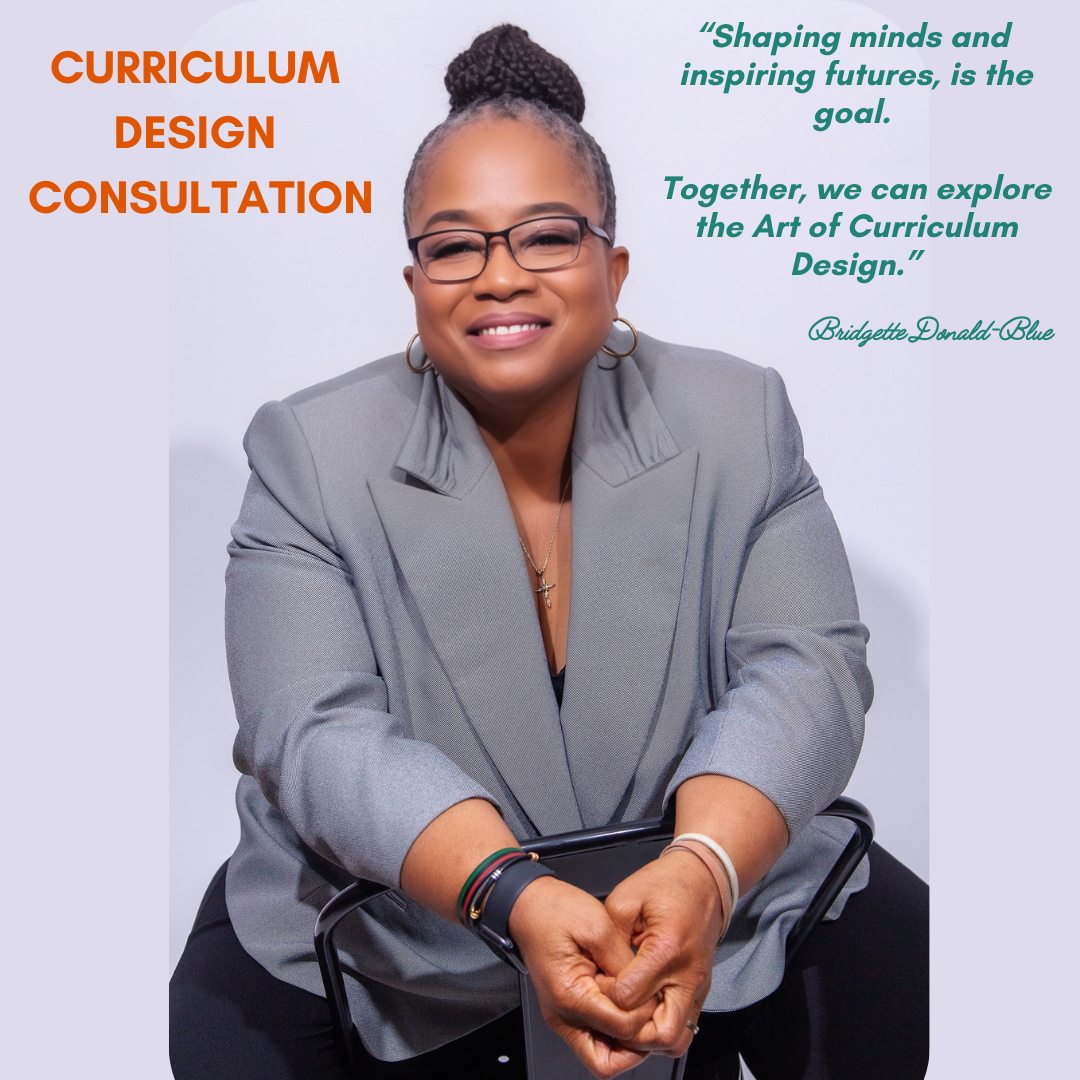 CURRICULUM
DESIGN
CONSULTATION
“Shaping minds and
inspiring futures, is the
goal.
Together, we can explore
the Art of Curriculum
Design.”
Bridgette Donald-Blue